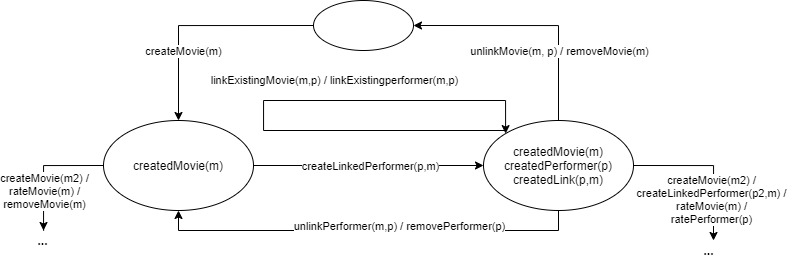 createMovie(m)
unlinkMovie(m, p) / removeMovie(m)
linkExistingMovie(m,p) / linkExistingperformer(m,p)
createdMovie(m)
createLinkedPerformer(p,m)
createdMovie(m)
createdPerformer(p)
createdLink(p,m)
createMovie(m2) /
rateMovie(m) /
removeMovie(m)
...
createMovie(m2) /
createLinkedPerformer(p2,m) /
rateMovie(m) /
ratePerformer(p)
...
unlinkPerformer(m,p) / removePerformer(p)